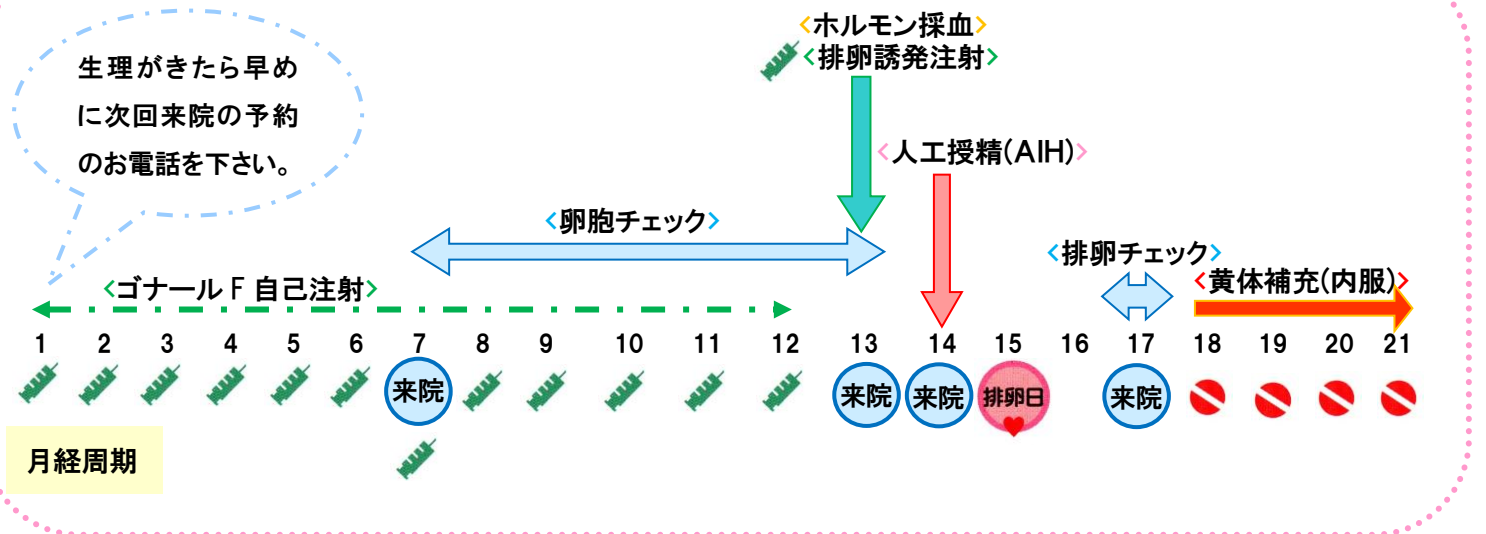 <ホルモン採血>
<排卵誘発注射>
生理がきたら早め
に次回来院の予約
のお電話を下さい。
<人工授精(AIH)>
<卵胞チェック>
<排卵チェック>
<ゴナールF 自己注射>
<黄体補充(内服)>
1 2 3 4 5 6 7 8 9 10 11 12 13 14 15 16 17 18 19 20 21
来院 来院 来院 排卵日 来院
月経周期